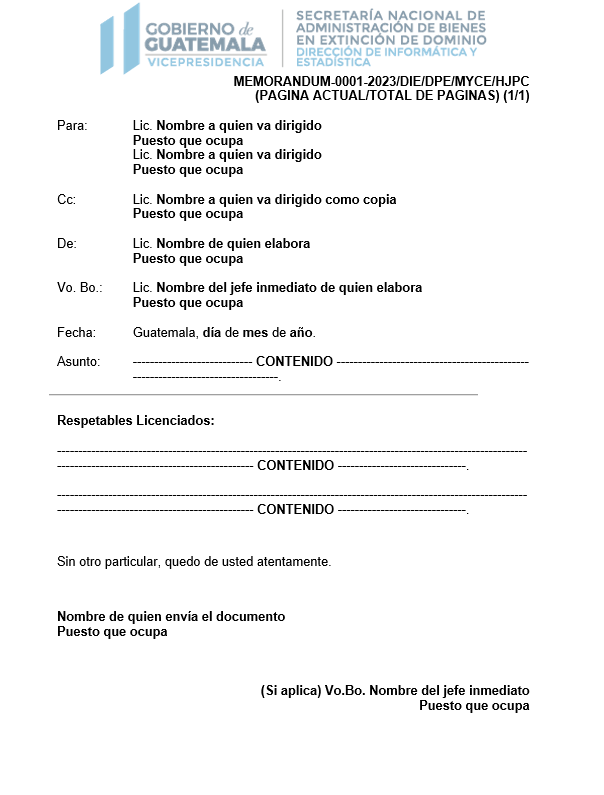 GOBIERNO de
GUATEMALA
VICEPRESIDENCIA
SECRETARÍA NACIONAL DE
ADMINISTRACIÓN DE BIENES
EN EXTINCIÓN DE DOMINIO
DIRECCIÓN DE INFORMÁTICA Y
ESTADÍSTICA
MEMORANDUM-0001-2023/DIE/DPE/MYCE/HJPC
(PAGINA ACTUAL/TOTAL DE PAGINAS) (1/1)
Para: Lic. Nombre a quien va dirigido
Puesto que ocupa
Lic. Nombre a quien va dirigido
Puesto que ocupa
Cc: Lic. Nombre a quien va dirigido como copia
Puesto que ocupa
De: Lic. Nombre de quien elabora
Puesto que ocupa
Vo. Bo.: Lic. Nombre del jefe inmediato de quien elabora
Puesto que ocupa
Fecha: Guatemala, día de mes de año.
Asunto: ---------------------------- CONTENIDO ---------------------------------------------
----------------------------------.
Respetables Licenciados:
--------------------------------------------------------------------------------------------------------------
---------------------------------------------- CONTENIDO ------------------------------.
--------------------------------------------------------------------------------------------------------------
---------------------------------------------- CONTENIDO ------------------------------.
Sin otro particular, quedo de usted atentamente.
Nombre de quien envía el documento
Puesto que ocupa
(Si aplica) Vo.Bo. Nombre del jefe inmediato
Puesto que ocupa